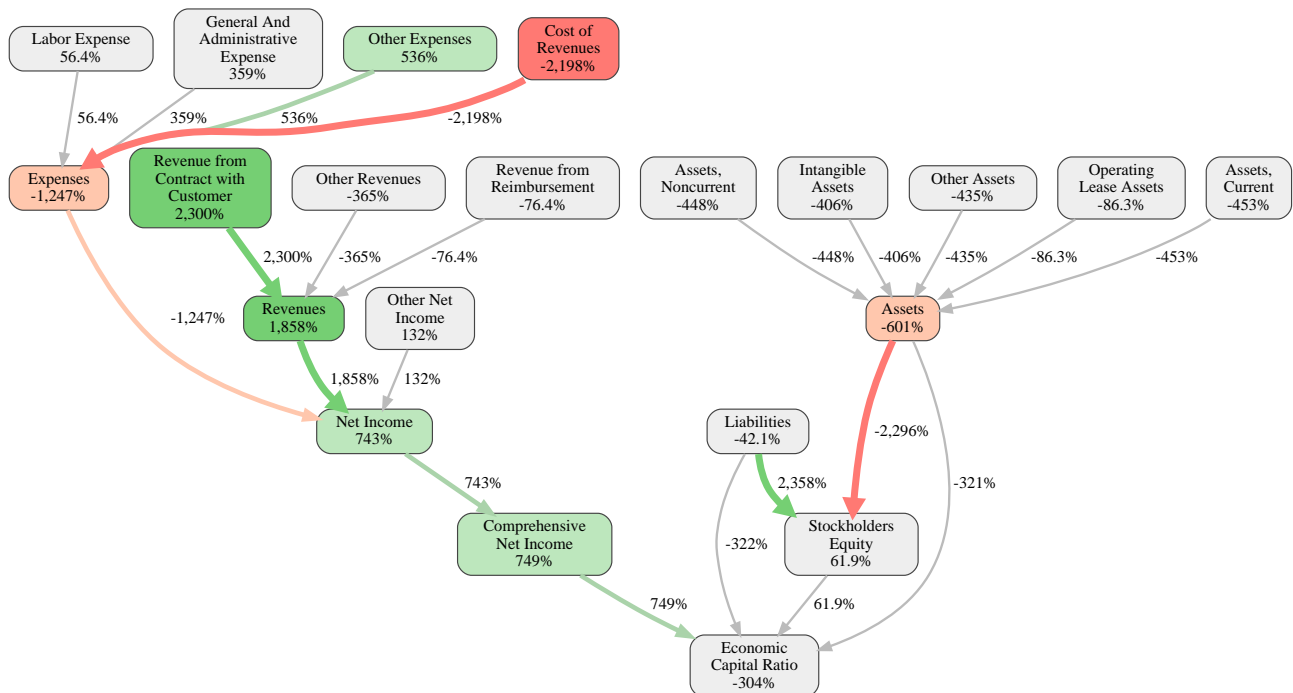 Labor Expense
56.4%
General And
Administrative
Expense
359%
Other Expenses
536%
Cost of
Revenues
-2,198%
56.4%
359%
536%
-2,198%
Expenses
-1,247%
Revenue from
Contract with
Customer
2,300%
Other Revenues
-365%
Revenue from
Reimbursement
-76.4%
Assets,
Noncurrent
-448%
Intangible
Assets
-406%
Other Assets
-435%
Operating
Lease Assets
-86.3%
Assets,
Current
-453%
2,300%
-365%
-76.4%
-448%
-406%
-435%
-86.3%
-453%
-1,247%
Revenues
1,858%
Other Net
Income
132%
Assets
-601%
1,858%
132%
Net Income
743%
Liabilities
-42.1%
-2,296%
743%
2,358%
-321%
Comprehensive
Net Income
749%
-322%
Stockholders
Equity
61.9%
749%
61.9%
Economic
Capital Ratio
-304%